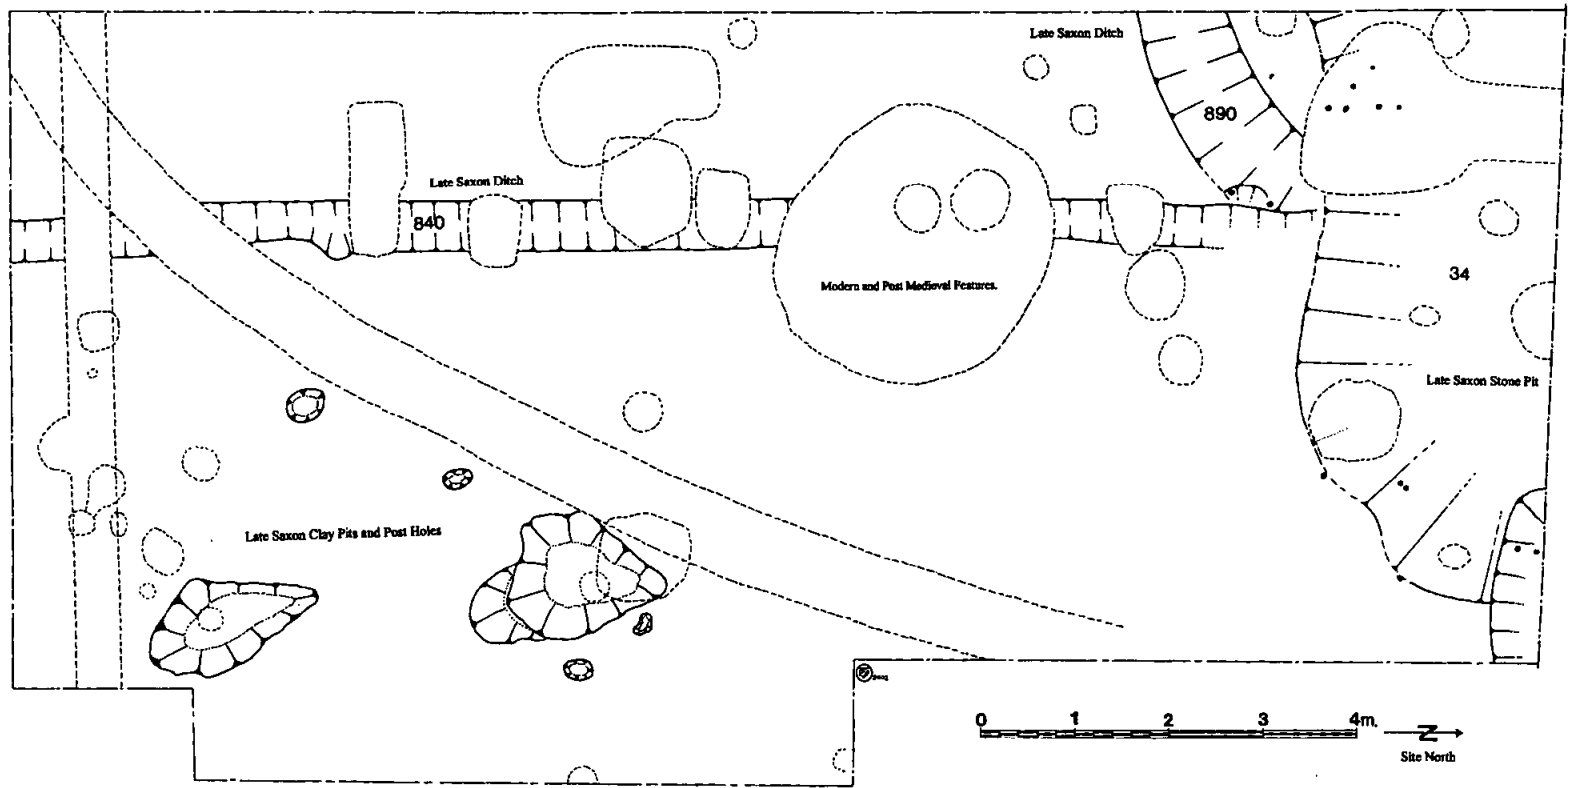 Late Saxon Ditch
890
Late Saxon Ditch
840
34
Modern and Post Medieval Features.
Late Saxon Stone Pit
Late Saxon Clay Pits and Post Holes
0 1 2 3 4m.
Site North